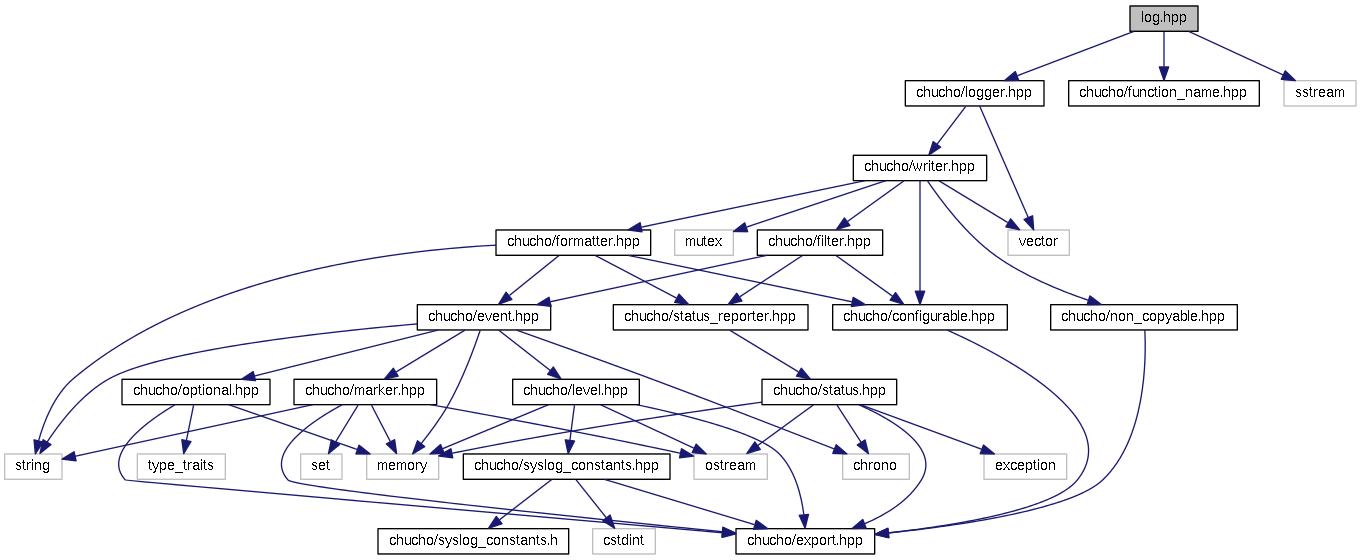 log.hpp
chucho/logger.hpp
chucho/function_name.hpp
sstream
chucho/writer.hpp
chucho/formatter.hpp
mutex
chucho/filter.hpp
vector
chucho/event.hpp
chucho/status_reporter.hpp
chucho/configurable.hpp
chucho/non_copyable.hpp
chucho/optional.hpp
chucho/marker.hpp
chucho/level.hpp
chucho/status.hpp
string
type_traits
set
memory
chucho/syslog_constants.hpp
ostream
chrono
exception
chucho/syslog_constants.h
cstdint
chucho/export.hpp